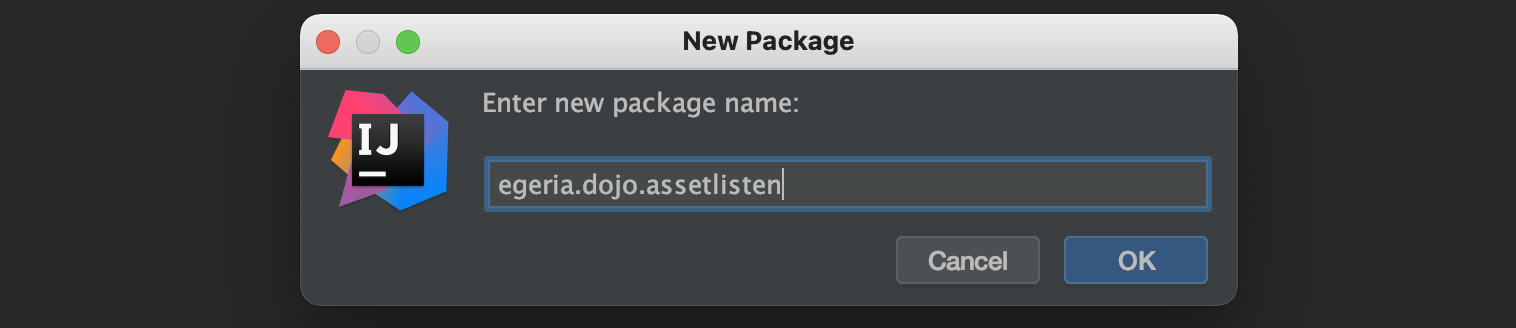 New Package
IJ
Enter new package name:
egeria.dojo.assetlisten
Cancel
OK